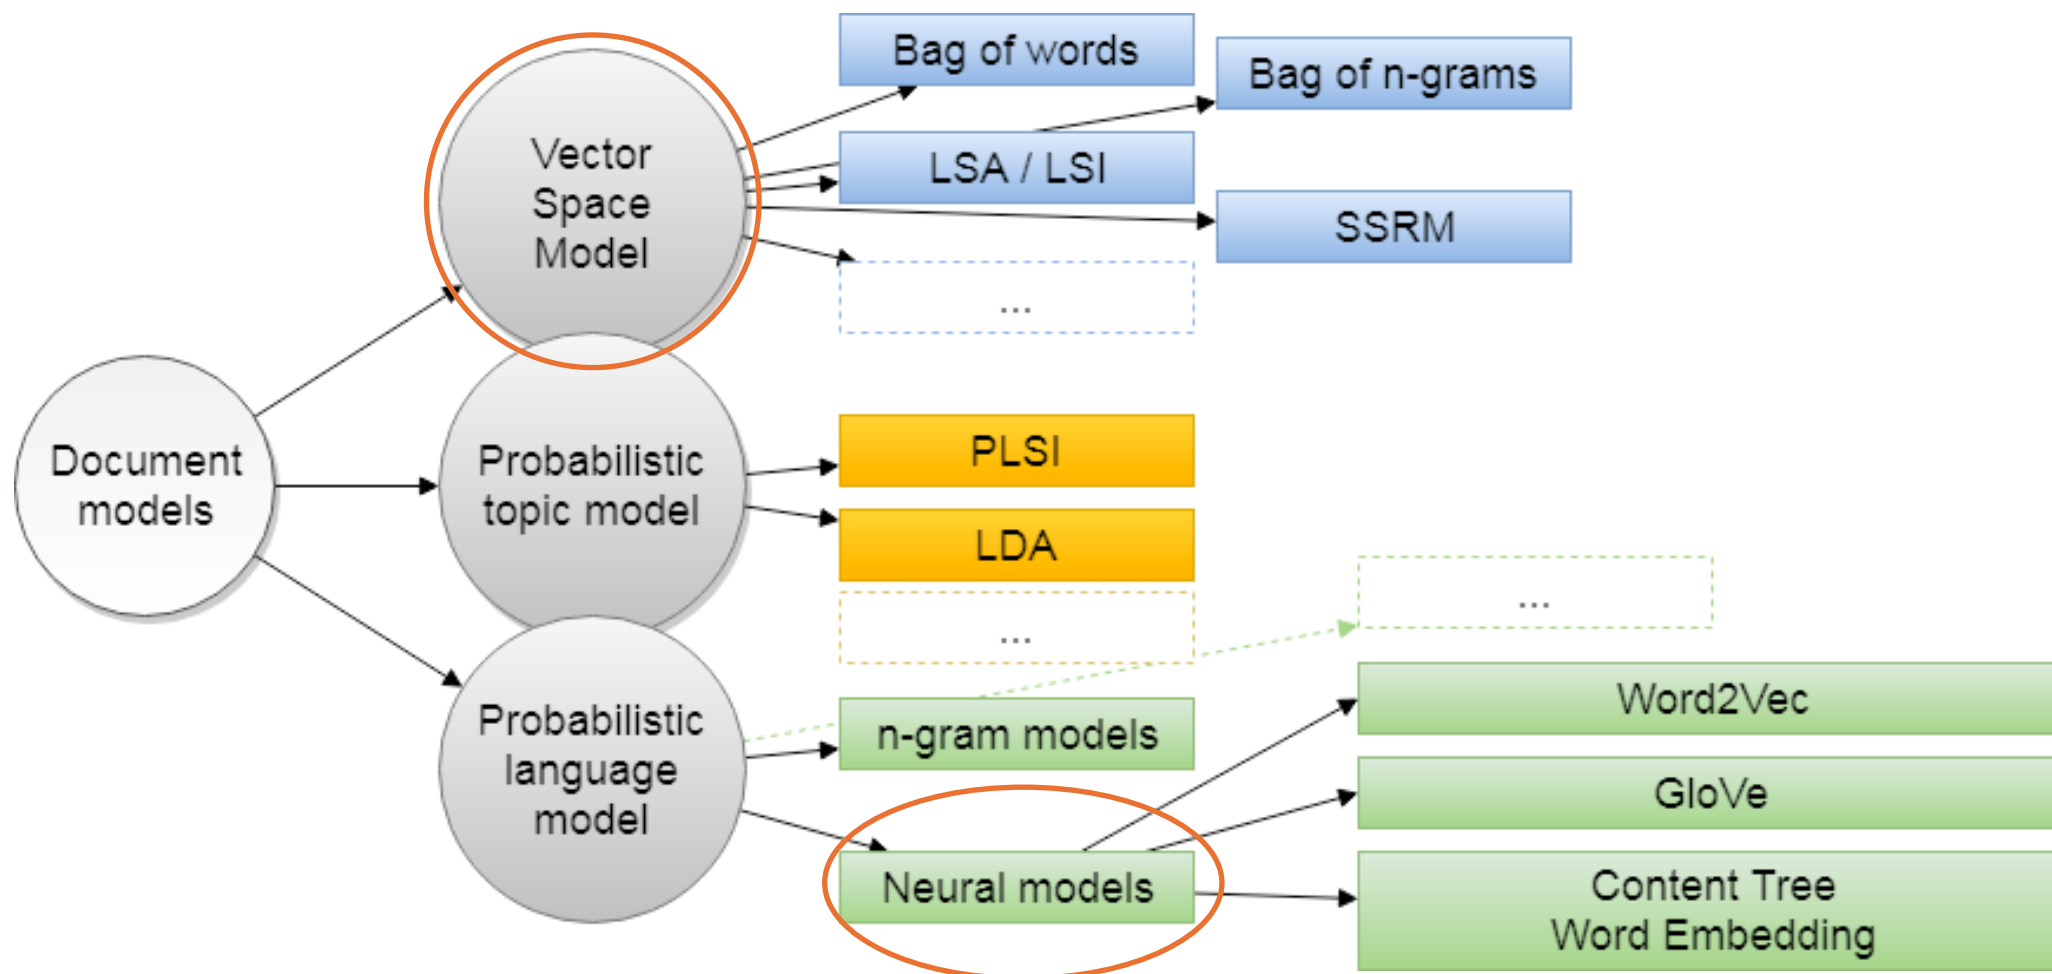 Bag of words
Bag of n-grams
Vector
Space
Model
LSA / LSI
SSRM
...
Document
models
Probabilistic
topic model
PLSI
LDA
...
...
Probabilistic
language
model
n-gram models
Word2Vec
GloVe
Neural models
Content Tree
Word Embedding